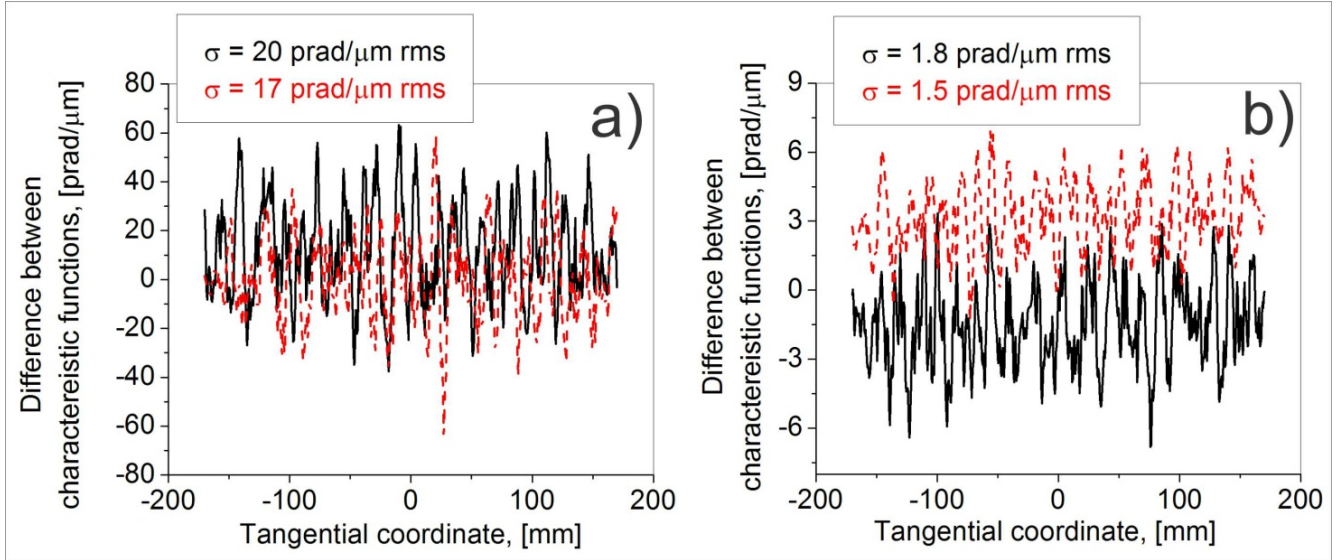 σ = 20 prad/μm rms
σ = 17 prad/μm rms
a)
80
60
40
20
0
-20
-40
-60
-80
-200
-100
0
100
200
Difference between
charactereistic functions, [prad/μm]
Tangential coordinate, [mm]
σ = 1.8 prad/μm rms
σ = 1.5 prad/μm rms
b)
9
6
3
0
-3
-6
-200
-100
0
100
200
Difference between
charactereistic functions, [prad/μm]
Tangential coordinate, [mm]